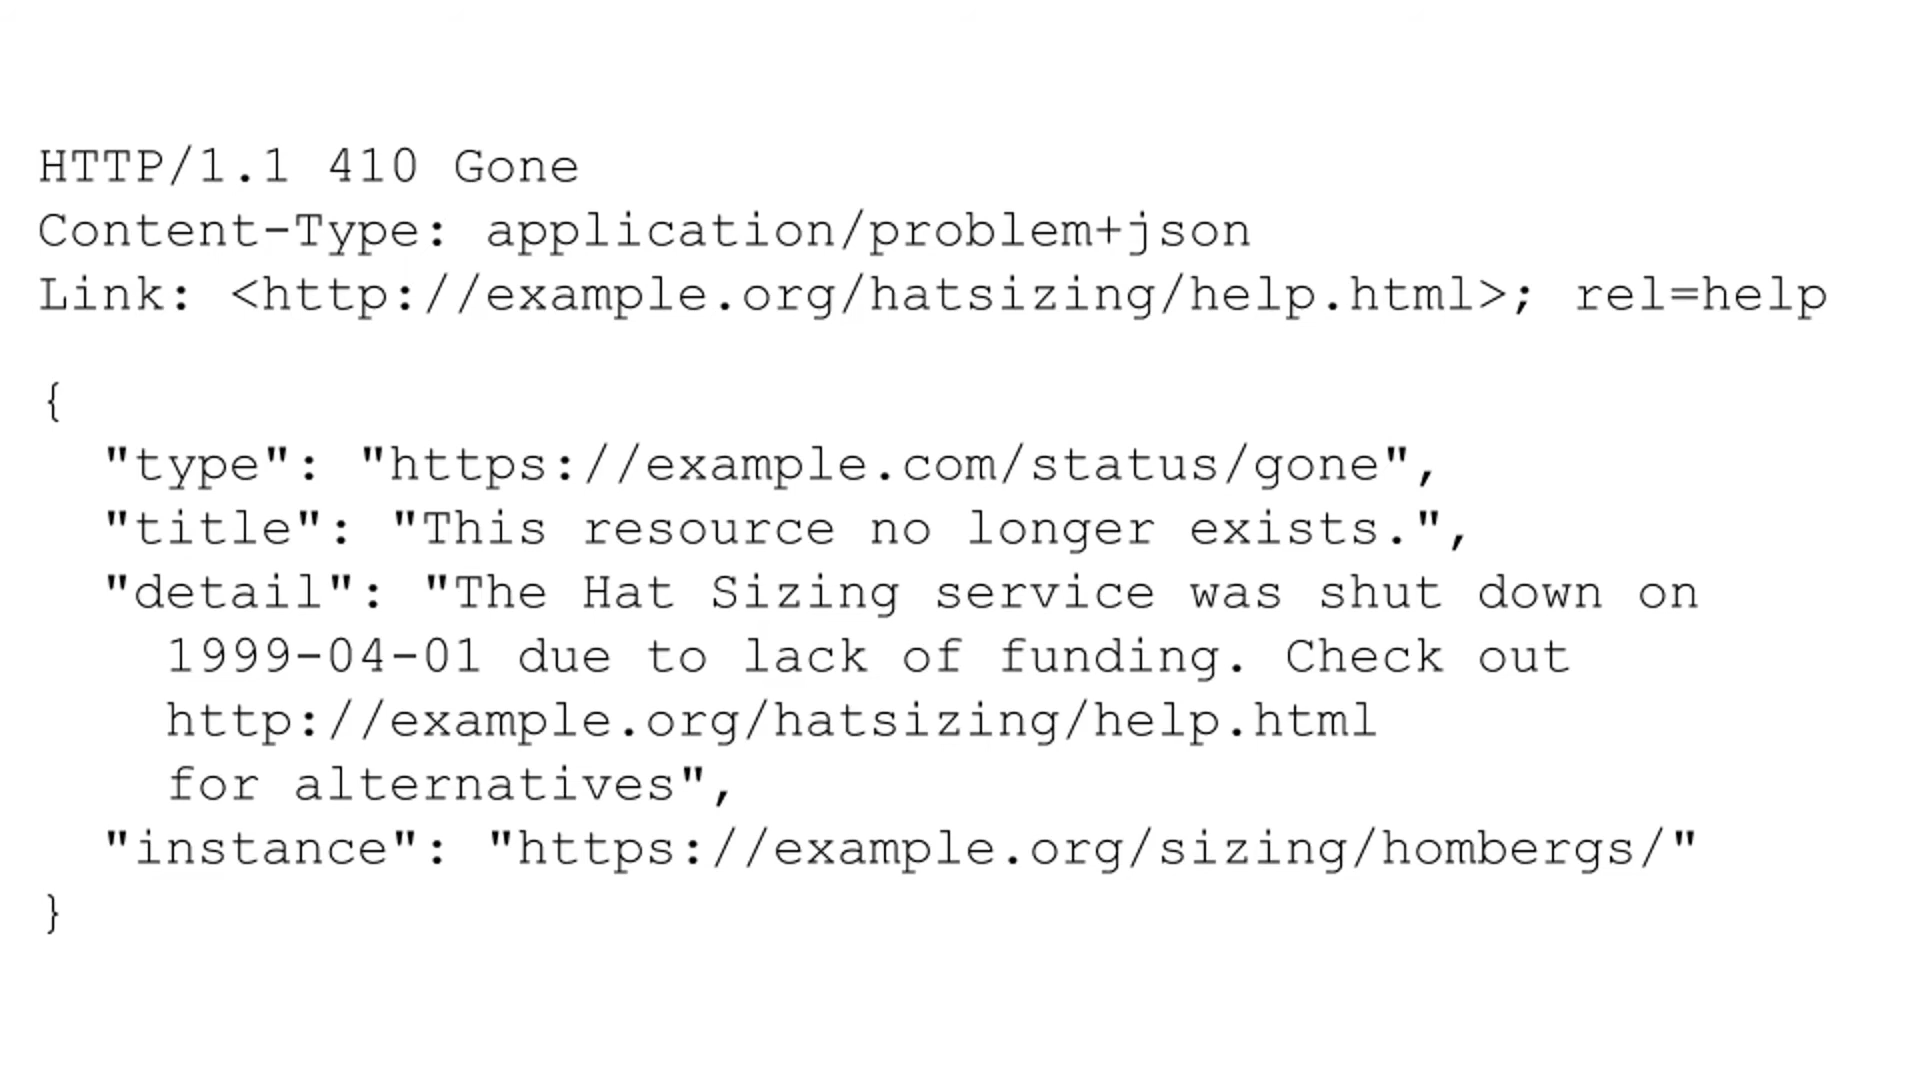 HTTP/1.1 410 Gone
Content-Type: application/problem+json
Link: <http://example.org/hatsizing/help.html>; rel=help
{
"type": "https://example.com/status/gone",
"title": "This resource no longer exists.",
"detail": "The Hat Sizing service was shut down on
1999-04-01 due to lack of funding. Check out
http://example.org/hatsizing/help.html
for alternatives",
"instance": "https://example.org/sizing/hombergs/"
}